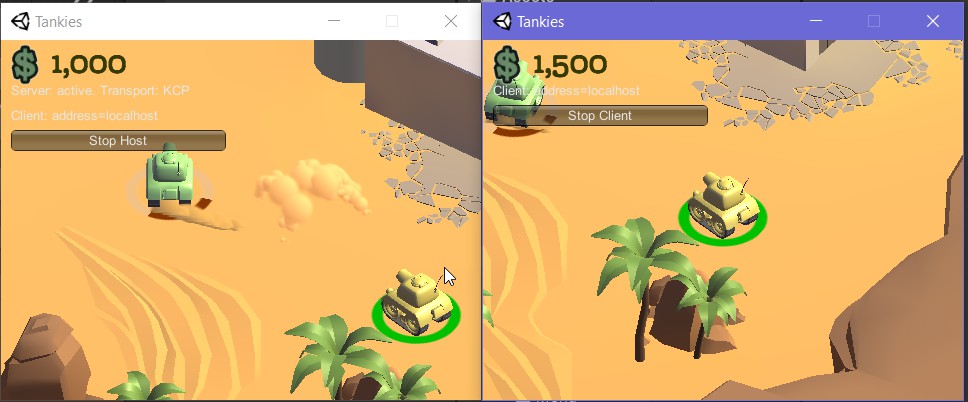 Tankies
$ 1,000
Server: active. Transport: KCP
Client: address=localhost
Stop Host
Tankies
$ 1,500
Client: address=localhost
Stop Client